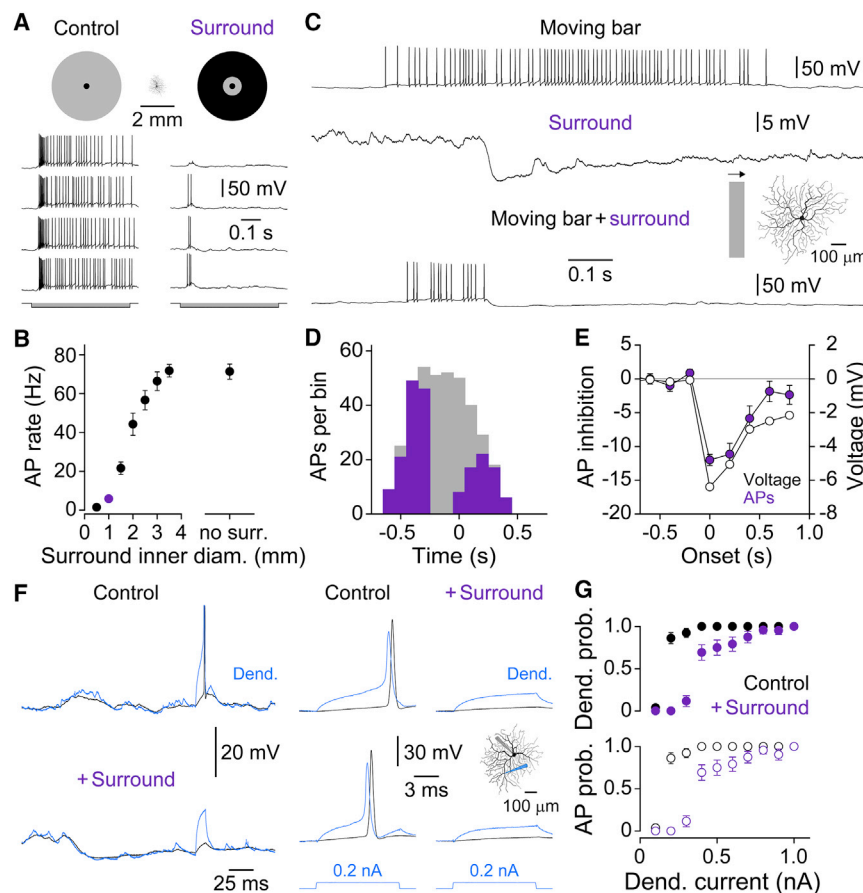 A
Control
Surround
2 mm
50 mV
0.1 s
B
AP rate (Hz)
80
60
40
20
0
0 1 2 3 4
no surr.
Surround inner diam. (mm)
C
Moving bar
50 mV
Surround
5 mV
Moving bar + surround
0.1 s
100 μm
50 mV
D
APs per bin
60
40
20
0
-0.5 0.0 0.5
Time (s)
E
AP inhibition
5
0
-5
-10
-15
-20
Voltage
APs
-0.5 0.0 0.5 1.0
Onset (s)
2
0
-2
-4
-6
-8
Voltage (mV)
F
Control
Dend.
20 mV
+ Surround
25 ms
Control
+ Surround
Dend.
30 mV
3 ms
100 μm
0.2 nA
0.2 nA
G
Dend. prob.
1.0
0.5
0
Control
+ Surround
AP prob.
1.0
0.5
0
0 0.5 1.0
Dend. current (nA)